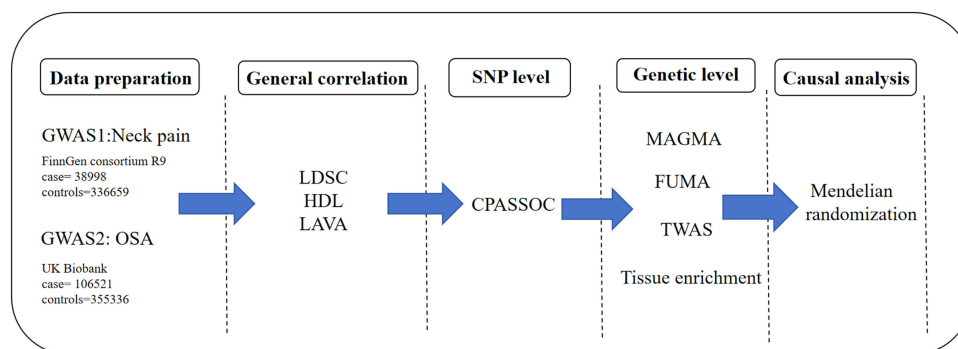 Data preparation
General correlation
SNP level
Genetic level
Causal analysis
GWAS1:Neck pain
FinnGen consortium R9
case= 38998
controls=336659
GWAS2: OSA
UK Biobank
case= 106521
controls=355336
LDSC
HDL
LAVA
CPASSOC
MAGMA
FUMA
TWAS
Tissue enrichment
Mendelian
randomization